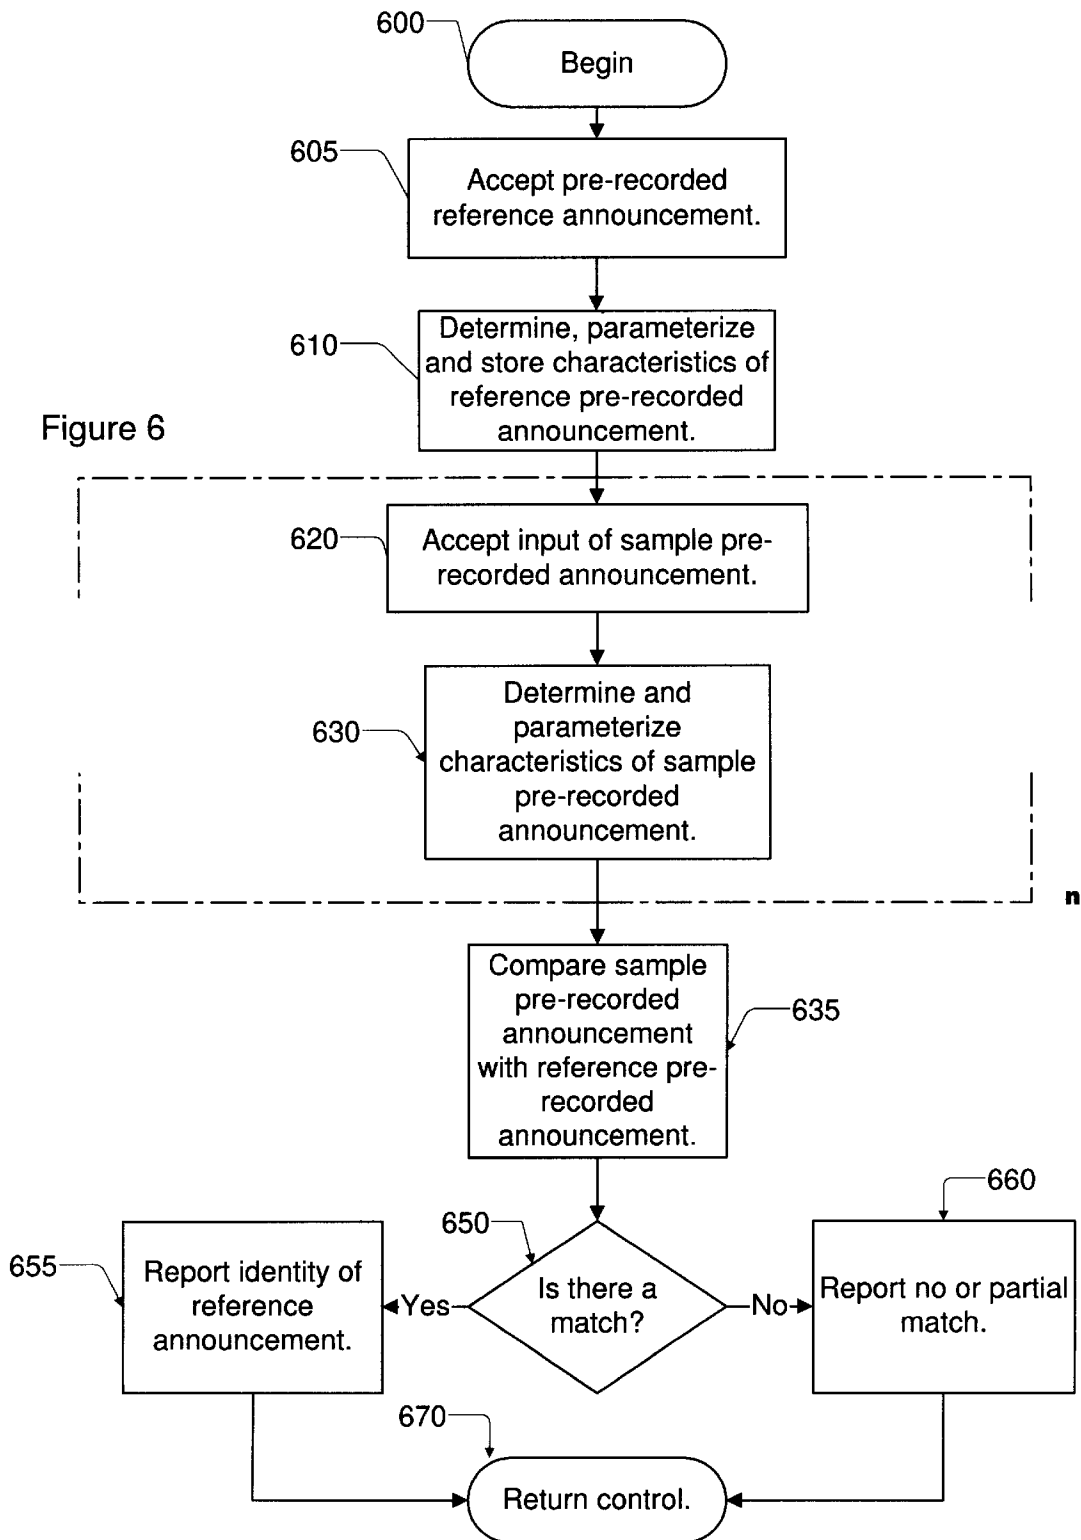 600
Begin
605
Accept pre-recorded
reference announcement.
610
Determine, parameterize
and store characteristics of
reference pre-recorded
announcement.
Figure 6
620
Accept input of sample pre-
recorded announcement.
630
Determine and
parameterize
characteristics of sample
pre-recorded
announcement.
n
Compare sample
pre-recorded
announcement
with reference pre-
recorded
announcement.
635
650
Is there a
match?
Yes
No
655
Report identity of
reference
announcement.
660
Report no or partial
match.
670
Return control.